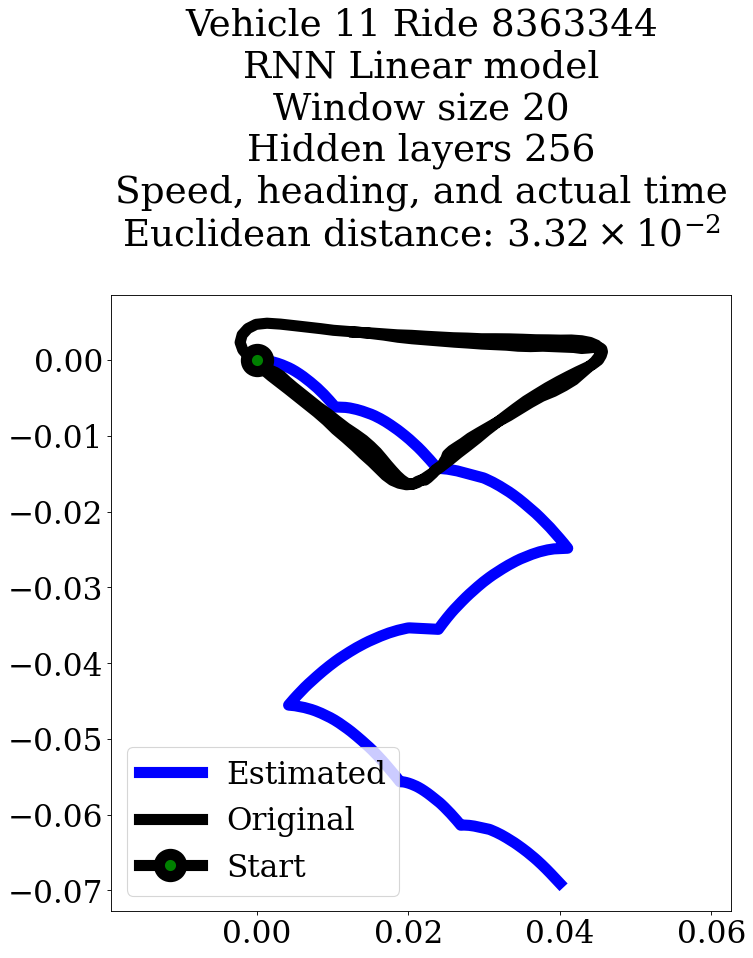 Vehicle 11 Ride 8363344
RNN Linear model
Window size 20
Hidden layers 256
Speed, heading, and actual time
Euclidean distance: 3.32 × 10⁻²
0.00
−0.01
−0.02
−0.03
−0.04
−0.05
−0.06
−0.07
Estimated
Original
Start
0.00 0.02 0.04 0.06